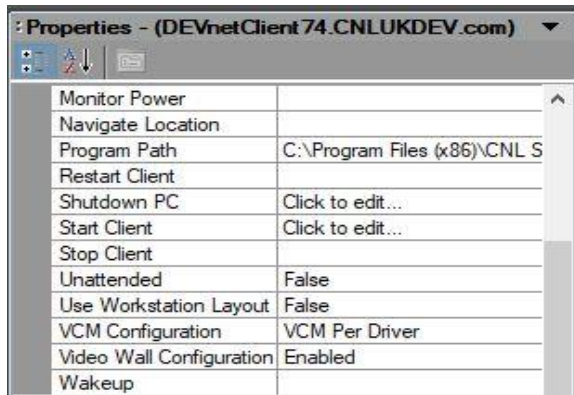 Properties - (DEVnetClient74.CNLUKDEV.com)
Monitor Power
Navigate Location
Program Path C:\Program Files (x86)\CNL S
Restart Client
Shutdown PC Click to edit...
Start Client Click to edit...
Stop Client
Unattended False
Use Workstation Layout False
VCM Configuration VCM Per Driver
Video Wall Configuration Enabled
Wakeup